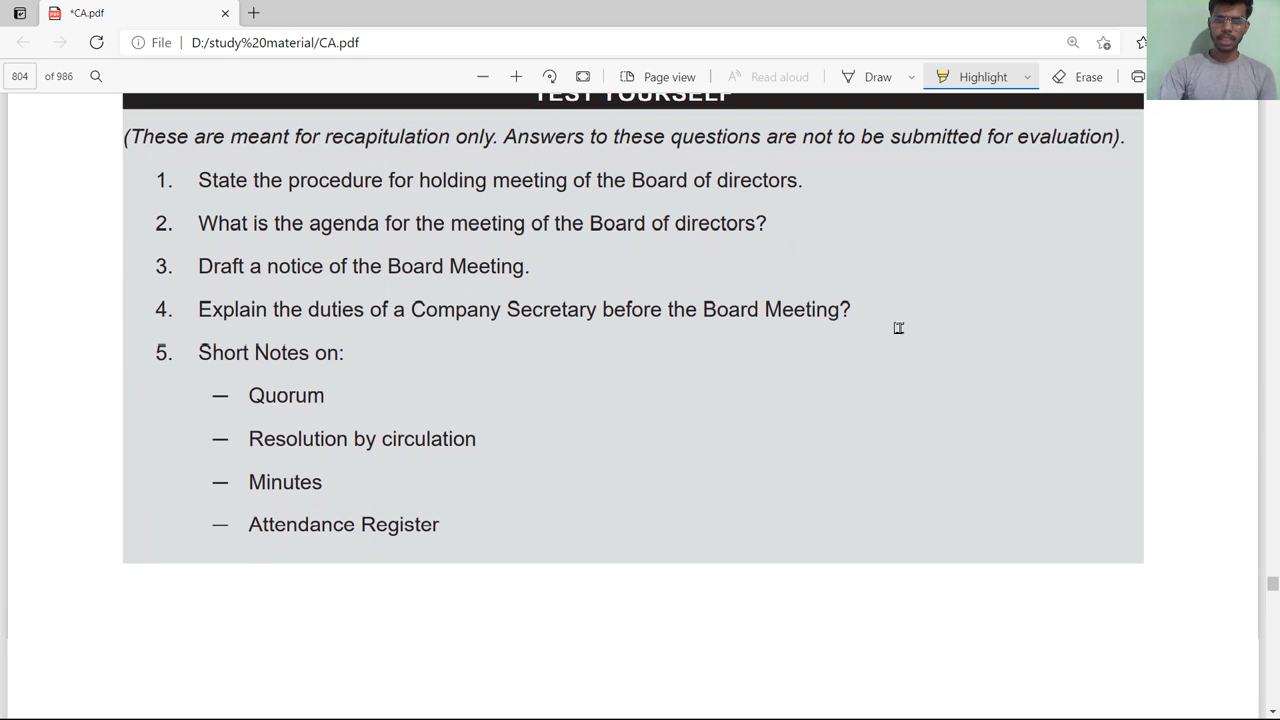 *CA.pdf
File | D:/study%20material/CA.pdf
804 of 986 Page view Read aloud Draw Highlight Erase
TEST YOURSELF
(These are meant for recapitulation only. Answers to these questions are not to be submitted for evaluation).
1. State the procedure for holding meeting of the Board of directors.
2. What is the agenda for the meeting of the Board of directors?
3. Draft a notice of the Board Meeting.
4. Explain the duties of a Company Secretary before the Board Meeting?
5. Short Notes on:
— Quorum
— Resolution by circulation
— Minutes
— Attendance Register